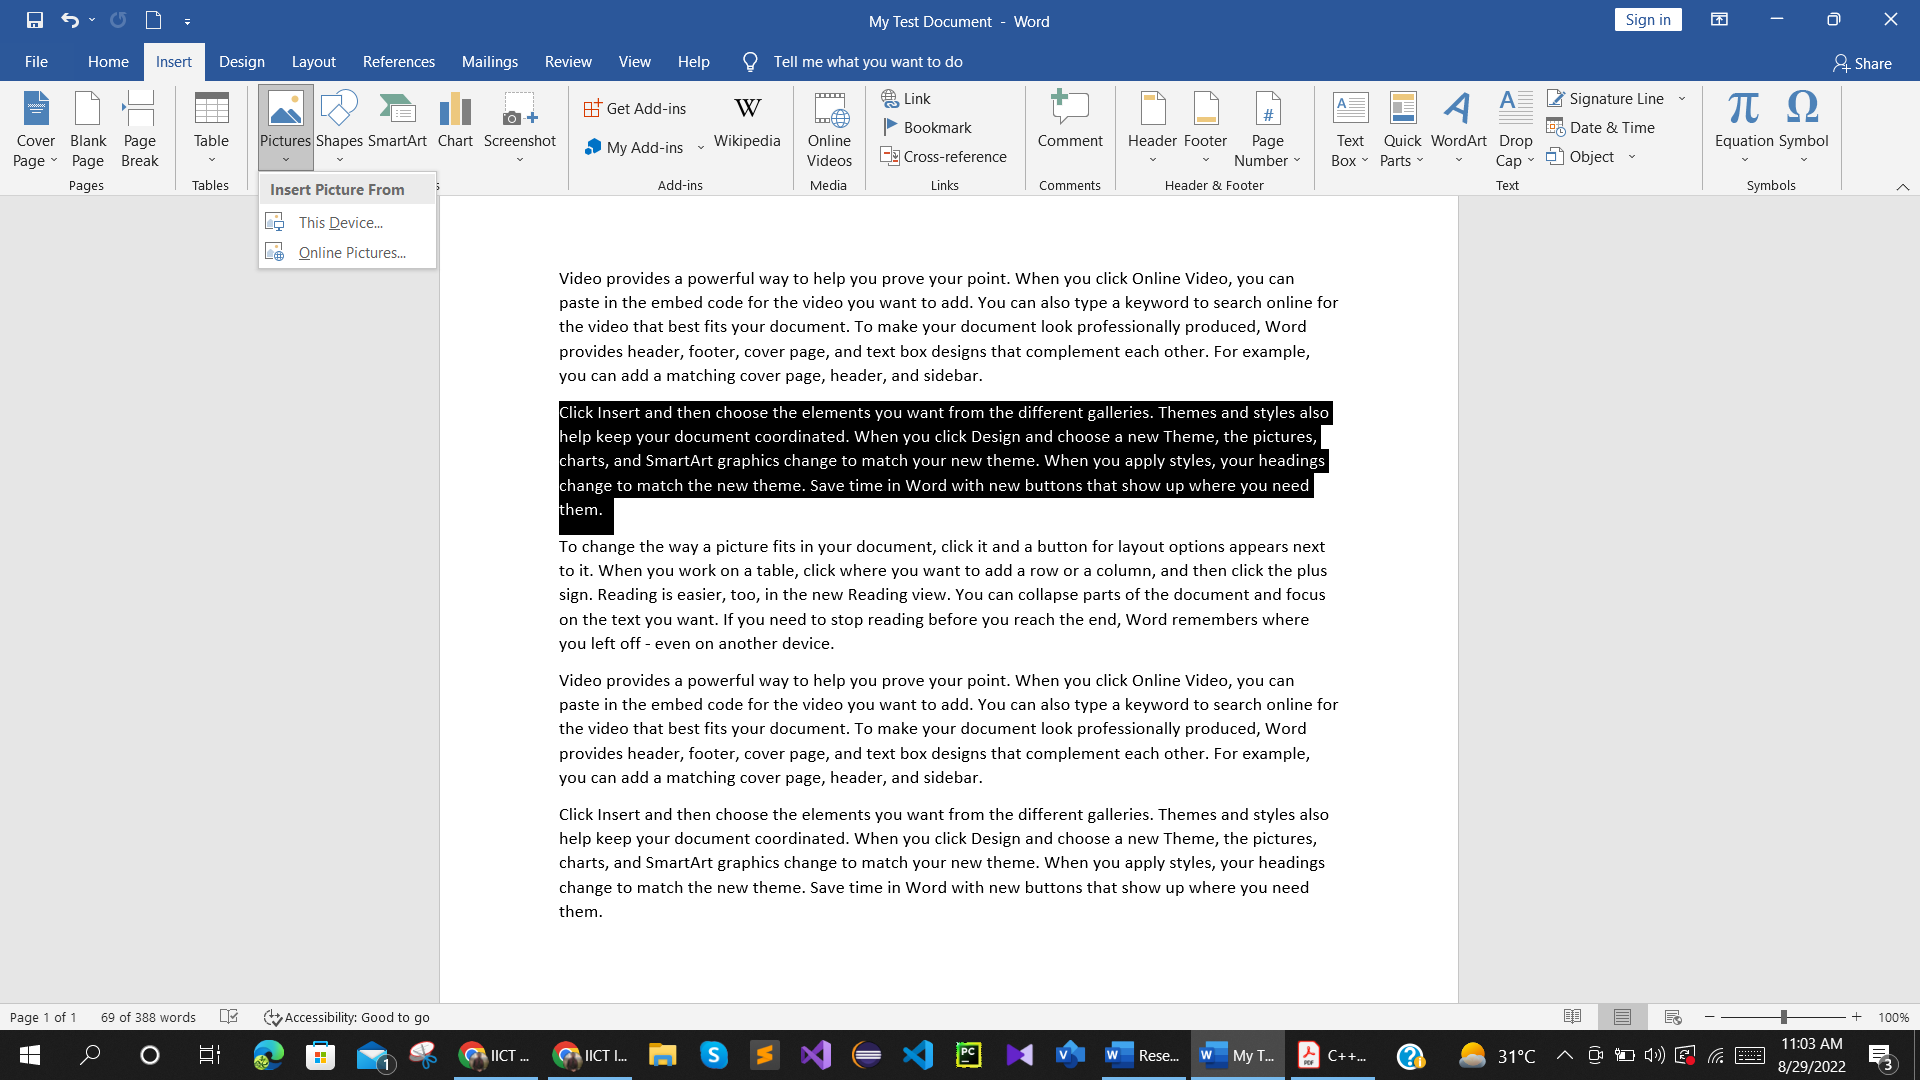 My Test Document - Word
Sign in
File Home Insert Design Layout References Mailings Review View Help Tell me what you want to do Share
Cover Page
Blank Page
Page Break
Pages
Table
Tables
Pictures
Shapes
SmartArt
Chart
Screenshot
Get Add-ins
My Add-ins
W Wikipedia
Add-ins
Online Videos
Media
Link
Bookmark
Cross-reference
Links
Comment
Comments
Header
Footer
# Page Number
Header & Footer
A Text Box
Quick Parts
A WordArt
A Drop Cap
Signature Line
Date & Time
Object
Text
π Equation
Ω Symbol
Symbols
Insert Picture From
This Device...
Online Pictures...
Video provides a powerful way to help you prove your point. When you click Online Video, you can
paste in the embed code for the video you want to add. You can also type a keyword to search online for
the video that best fits your document. To make your document look professionally produced, Word
provides header, footer, cover page, and text box designs that complement each other. For example,
you can add a matching cover page, header, and sidebar.
Click Insert and then choose the elements you want from the different galleries. Themes and styles also
help keep your document coordinated. When you click Design and choose a new Theme, the pictures,
charts, and SmartArt graphics change to match your new theme. When you apply styles, your headings
change to match the new theme. Save time in Word with new buttons that show up where you need
them.
To change the way a picture fits in your document, click it and a button for layout options appears next
to it. When you work on a table, click where you want to add a row or a column, and then click the plus
sign. Reading is easier, too, in the new Reading view. You can collapse parts of the document and focus
on the text you want. If you need to stop reading before you reach the end, Word remembers where
you left off - even on another device.
Video provides a powerful way to help you prove your point. When you click Online Video, you can
paste in the embed code for the video you want to add. You can also type a keyword to search online for
the video that best fits your document. To make your document look professionally produced, Word
provides header, footer, cover page, and text box designs that complement each other. For example,
you can add a matching cover page, header, and sidebar.
Click Insert and then choose the elements you want from the different galleries. Themes and styles also
help keep your document coordinated. When you click Design and choose a new Theme, the pictures,
charts, and SmartArt graphics change to match your new theme. When you apply styles, your headings
change to match the new theme. Save time in Word with new buttons that show up where you need
them.
Page 1 of 1 69 of 388 words Accessibility: Good to go 100%
1 IICT ... IICT I... Rese... My T... C++... 31°C 11:03 AM
8/29/2022 3